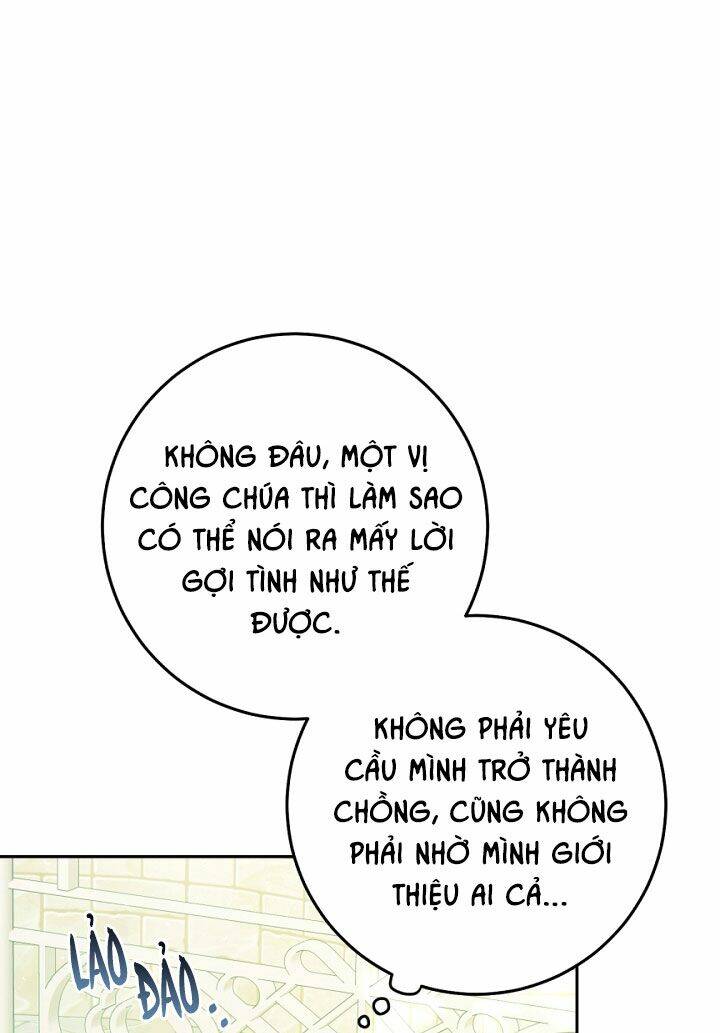 KHÔNG ĐÂU, MỘT VỊ
CÔNG CHÚA THÌ LÀM SAO
CÓ THỂ NÓI RA MẤY LỜI
GỢI TÌNH NHƯ THẾ
ĐƯỢC.
KHÔNG PHẢI YÊU
CẦU MÌNH TRỞ THÀNH
CHỒNG, CŨNG KHÔNG
PHẢI NHỜ MÌNH GIỚI
THIỆU AI CẢ...
LẢO
ĐẢO...